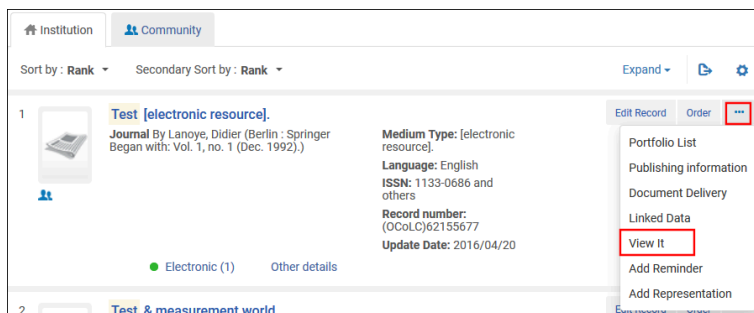 Institution
Community
Sort by : Rank
Secondary Sort by : Rank
Expand
1
Test [electronic resource].
Edit Record
Order
Journal By Lanoye, Didier (Berlin : Springer
Began with: Vol. 1, no. 1 (Dec. 1992).)
Medium Type: [electronic
resource].
Language: English
ISSN: 1133-0686 and
others
Record number:
(OCoLC)62155677
Update Date: 2016/04/20
Electronic (1)
Other details
Portfolio List
Publishing information
Document Delivery
Linked Data
View It
Add Reminder
Add Representation
2
Test & measurement world
Edit Record
Order